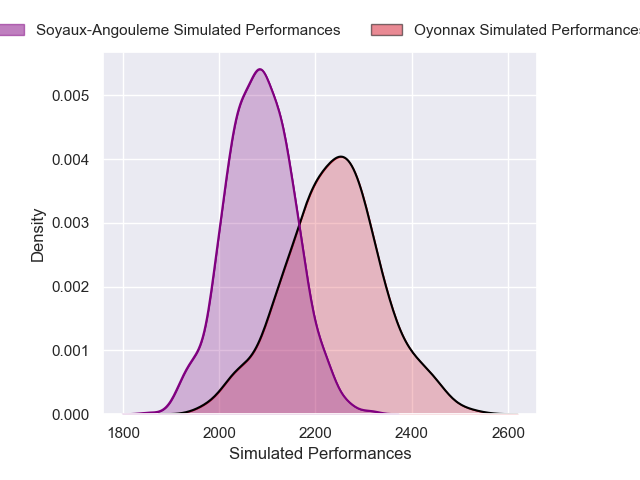 Soyaux-Angouleme Simulated Performances
Oyonnax Simulated Performances
0.005
0.004
0.003
0.002
0.001
0.000
Density
1800 2000 2200 2400 2600
Simulated Performances